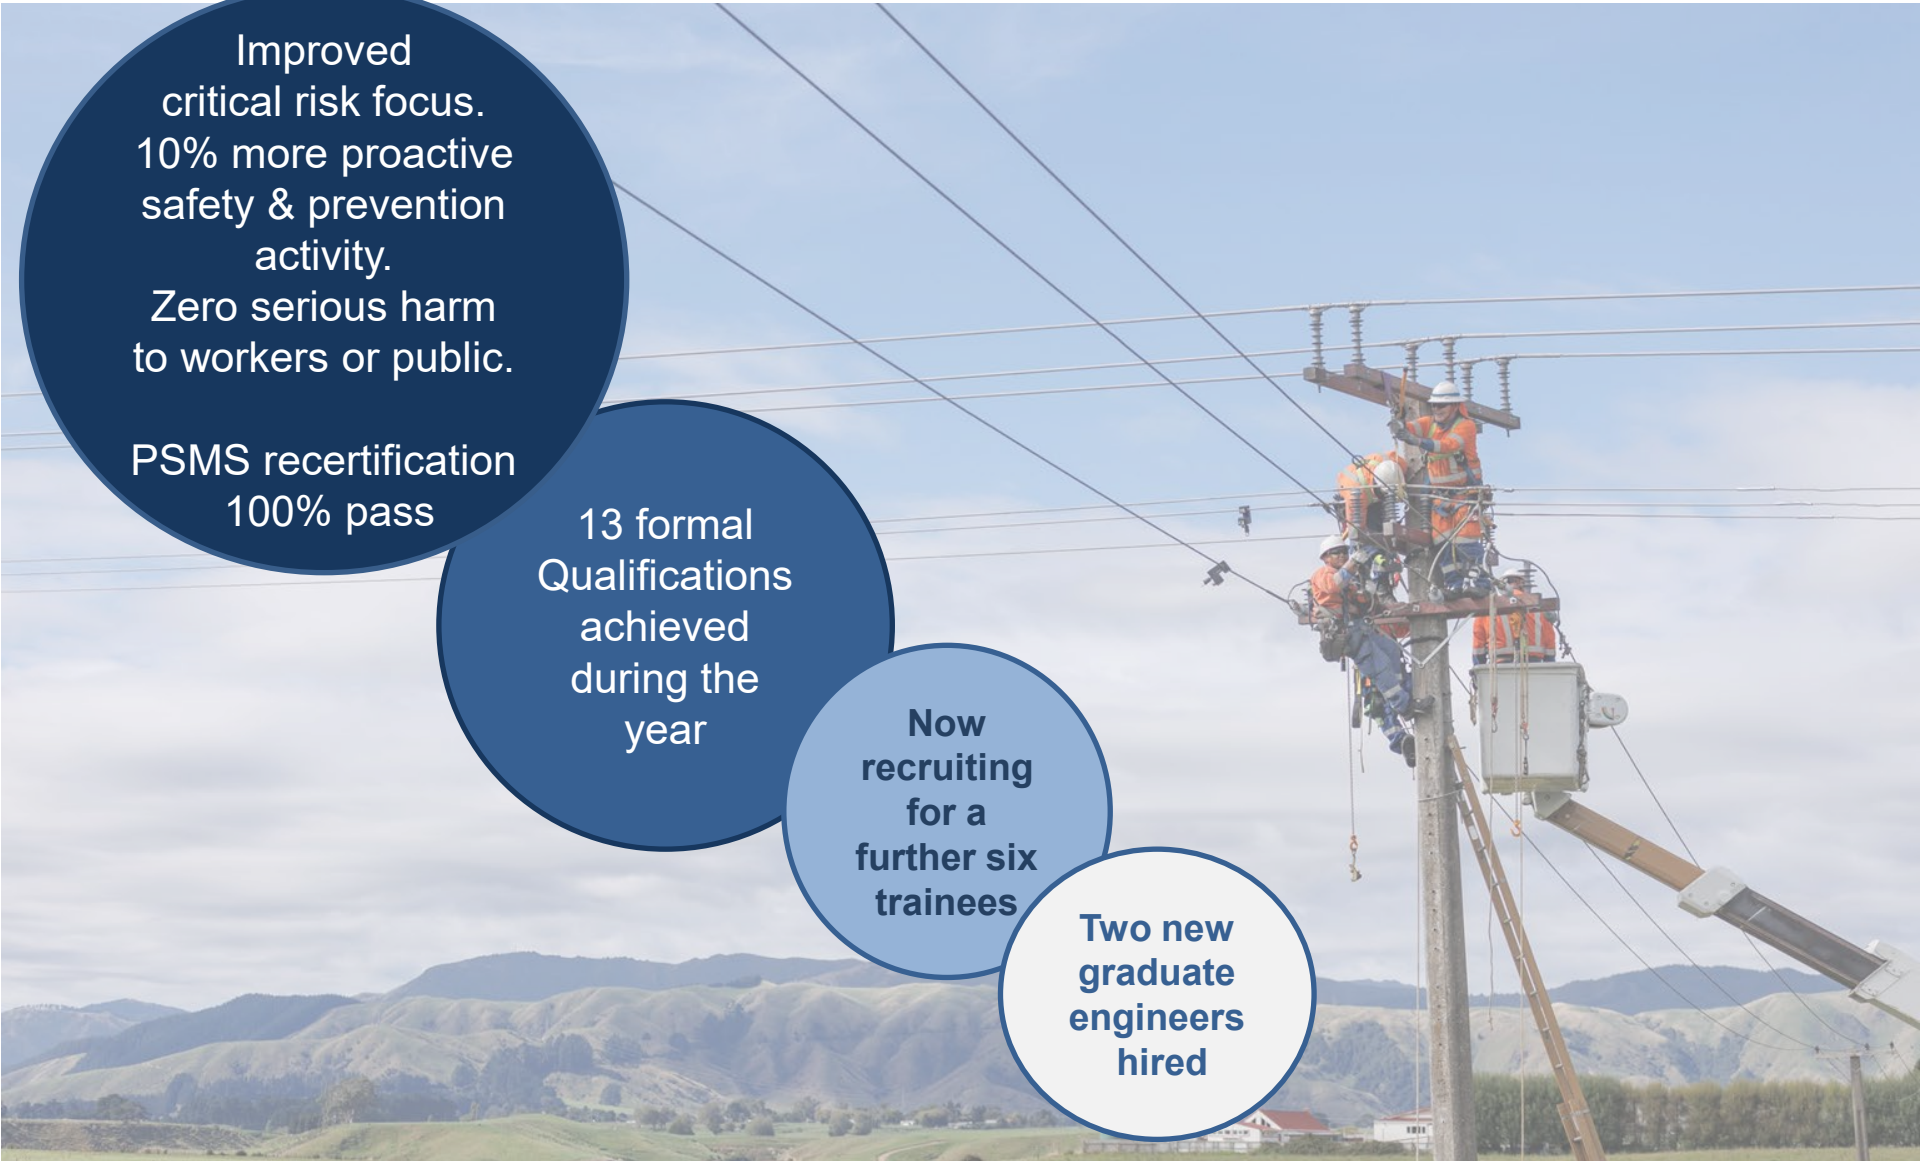 Improved
critical risk focus.
10% more proactive
safety & prevention
activity.
Zero serious harm
to workers or public.
PSMS recertification
100% pass
13 formal
Qualifications
achieved
during the
year
Now
recruiting
for a
further six
trainees
Two new
graduate
engineers
hired